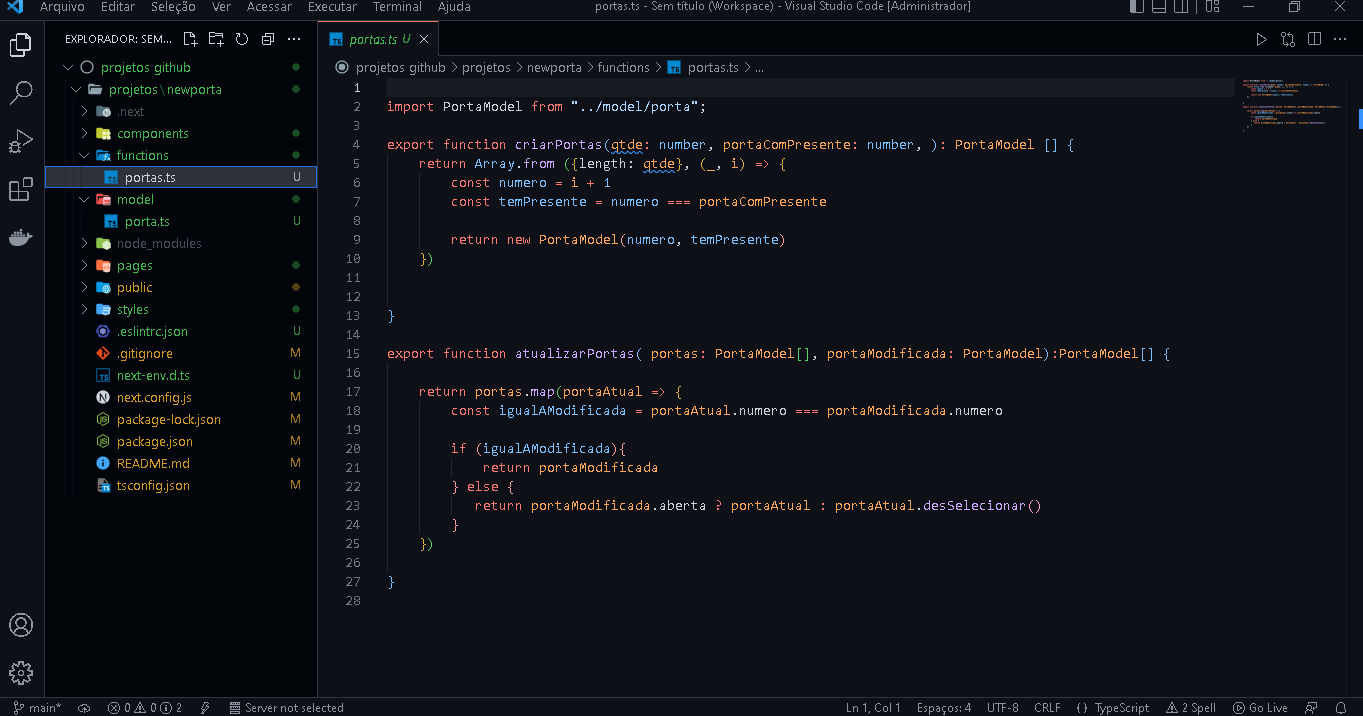 Arquivo Editar Seleção Ver Acessar Executar Terminal Ajuda portas.ts - Sem título (Workspace) - Visual Studio Code [Administrador]
EXPLORADOR: SEM... ...
projetos github
projetos \ newporta
.next
components
functions
TS portas.ts U
model
TS porta.ts U
node_modules
pages
public
styles
.eslintrc.json U
.gitignore M
TS next-env.d.ts U
N next.config.js M
package-lock.json M
package.json M
README.md M
tsconfig.json M
TS portas.ts U
projetos github > projetos > newporta > functions > TS portas.ts > ...
1
2 import PortaModel from "../model/porta";
3
4 export function criarPortas(qtde: number, portaComPresente: number, ): PortaModel [] {
5 return Array.from ({length: qtde}, (_, i) => {
6 const numero = i + 1
7 const temPresente = numero === portaComPresente
8
9 return new PortaModel(numero, temPresente)
10 })
11
12
13 }
14
15 export function atualizarPortas( portas: PortaModel[], portaModificada: PortaModel):PortaModel[] {
16
17 return portas.map(portaAtual => {
18 const igualAModificada = portaAtual.numero === portaModificada.numero
19
20 if (igualAModificada){
21 return portaModificada
22 } else {
23 return portaModificada.aberta ? portaAtual : portaAtual.desSelecionar()
24 }
25 })
26
27 }
28
main* 0 0 2 Server not selected Ln 1, Col 1 Espaços: 4 UTF-8 CRLF {} TypeScript 2 Spell Go Live